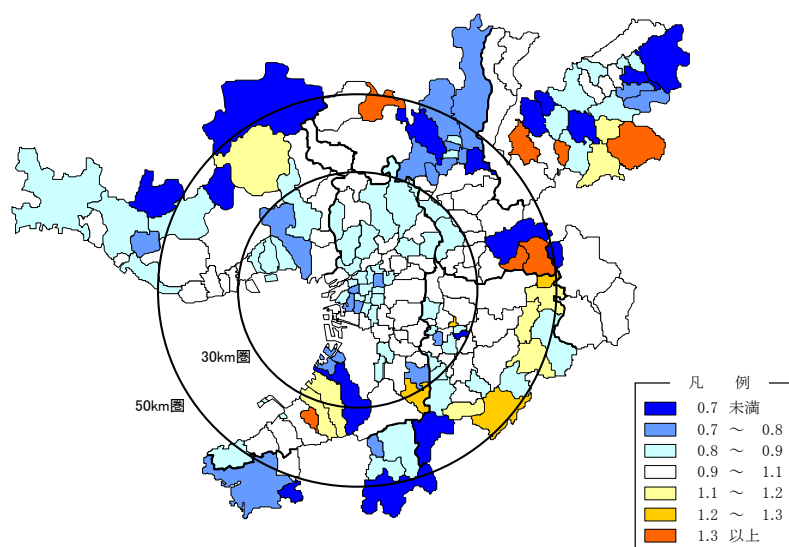 30km圏
50km圏
凡 例
0.7 未満
0.7 ～ 0.8
0.8 ～ 0.9
0.9 ～ 1.1
1.1 ～ 1.2
1.2 ～ 1.3
1.3 以上